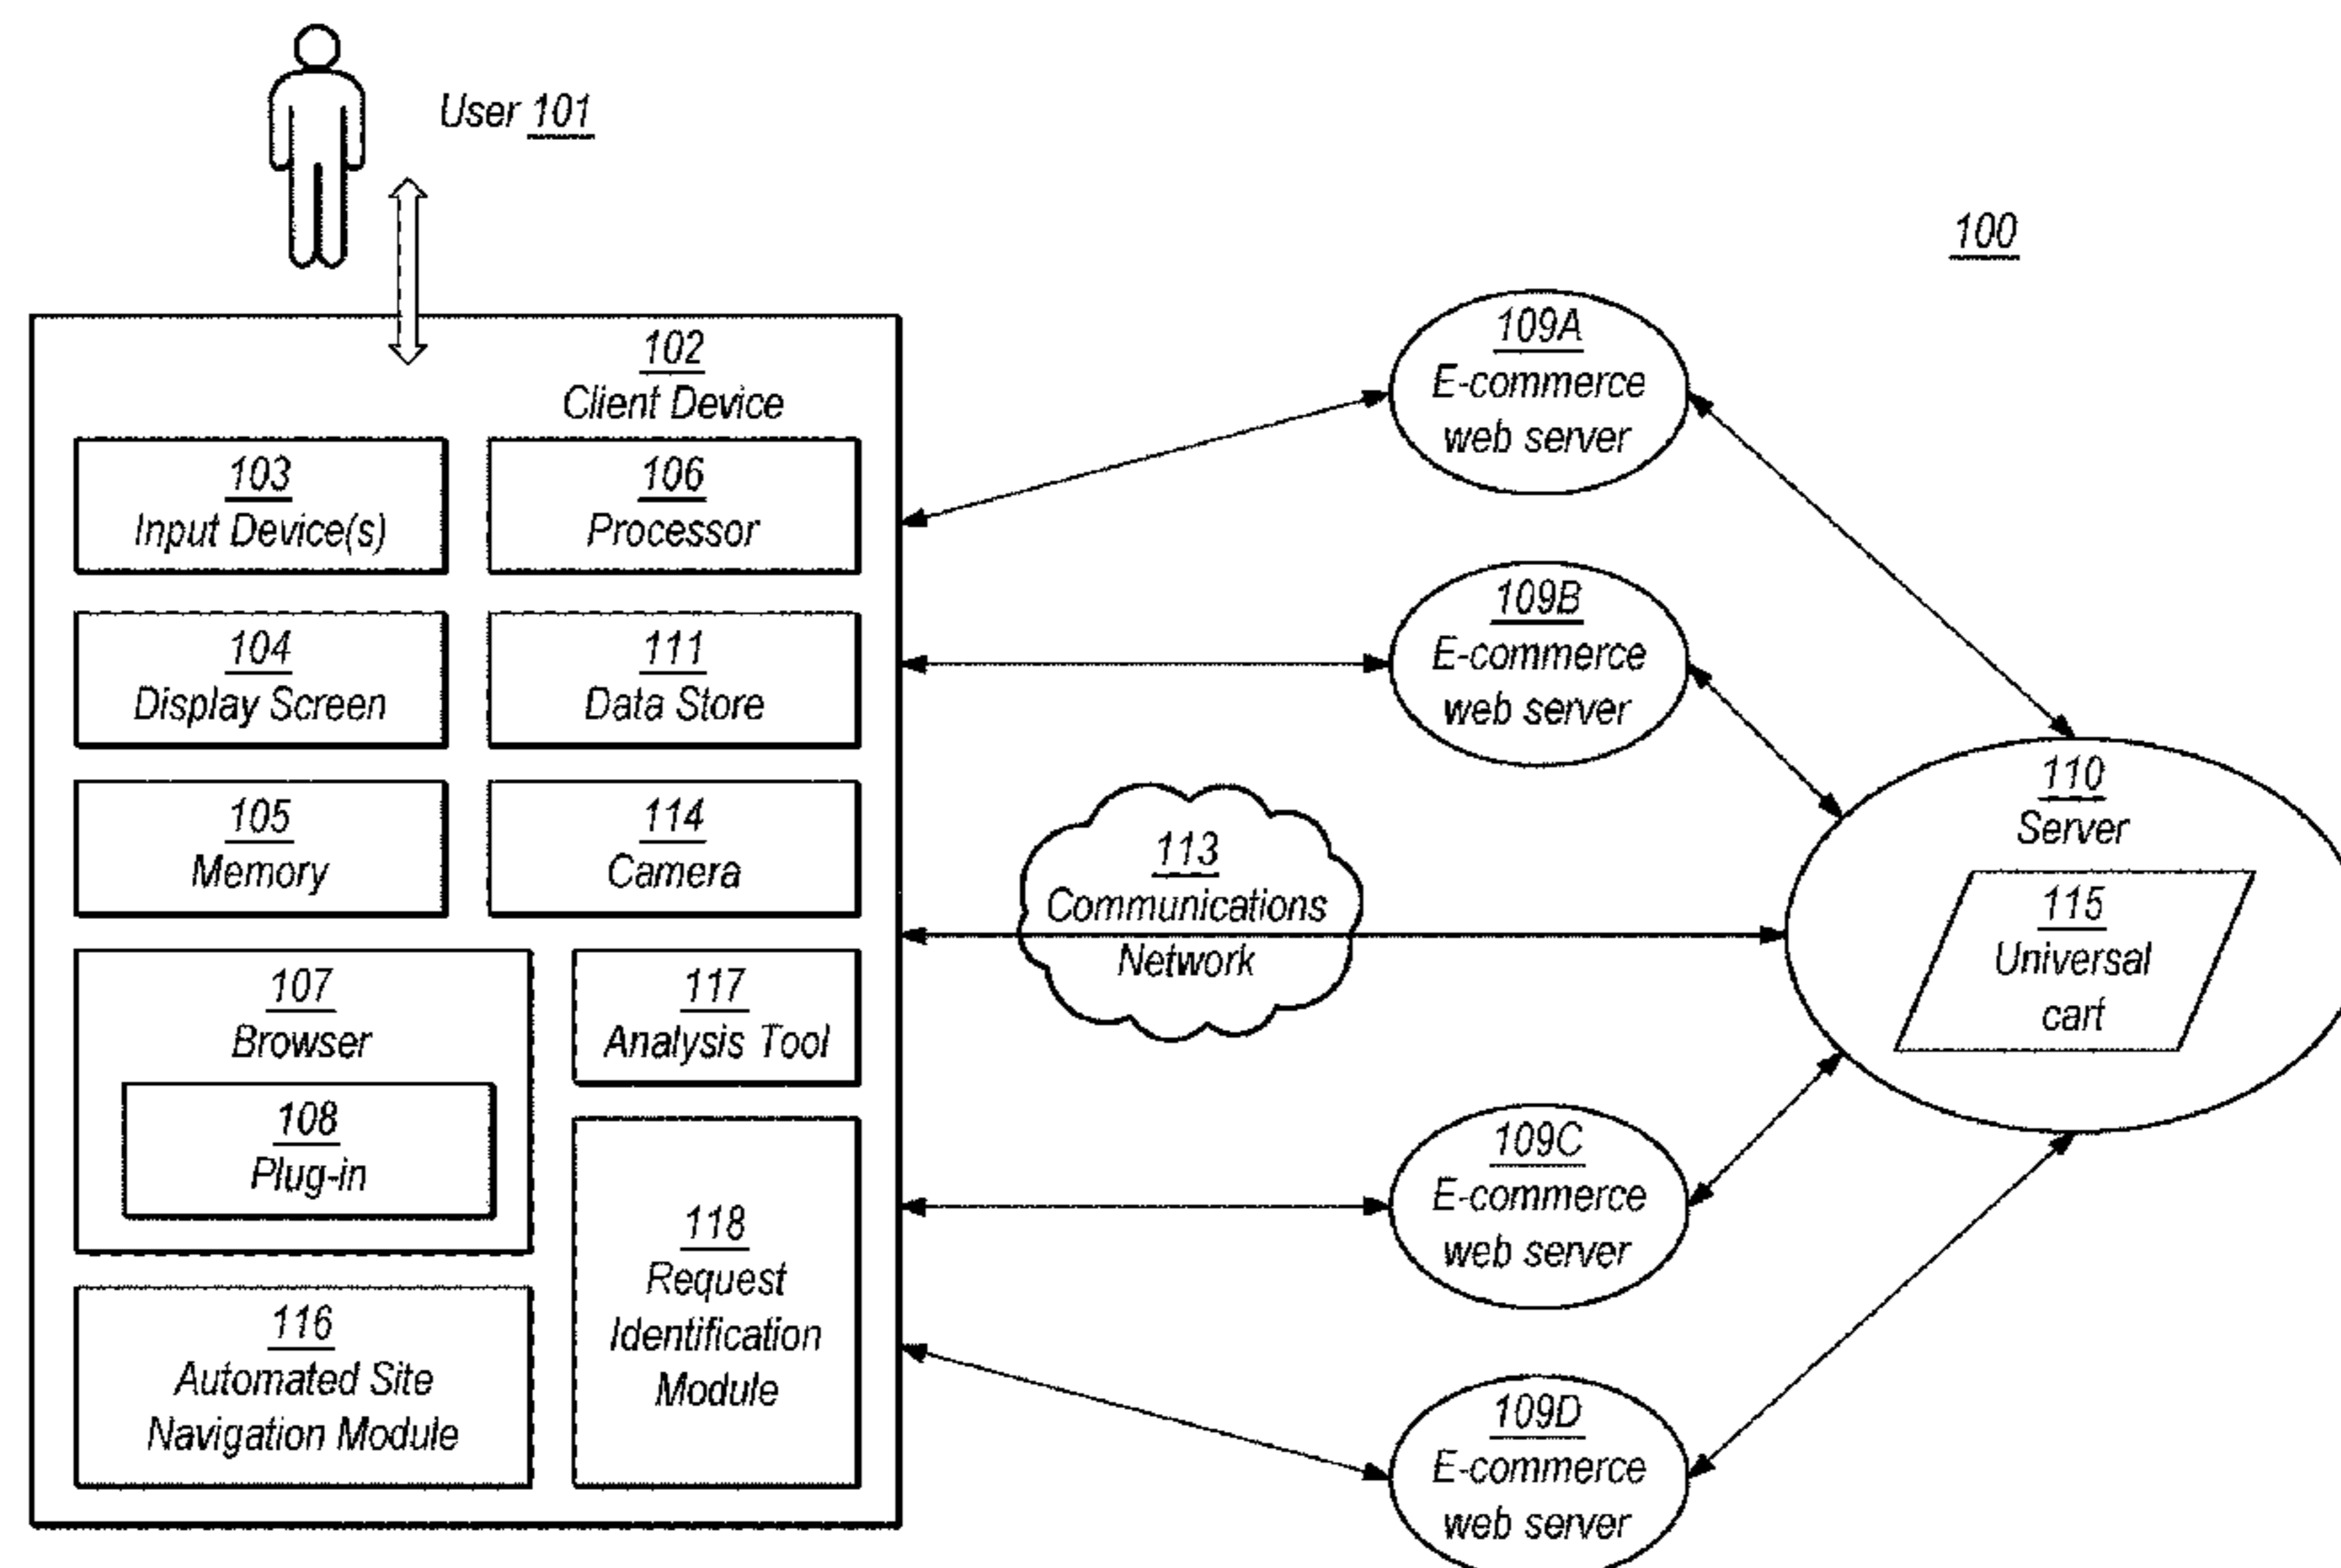 User 101
100
102
Client Device
103
Input Device(s)
106
Processor
104
Display Screen
111
Data Store
105
Memory
114
Camera
107
Browser
108
Plug-in
117
Analysis Tool
116
Automated Site
Navigation Module
118
Request
Identification
Module
109A
E-commerce
web server
109B
E-commerce
web server
113
Communications
Network
109C
E-commerce
web server
109D
E-commerce
web server
110
Server
115
Universal
cart